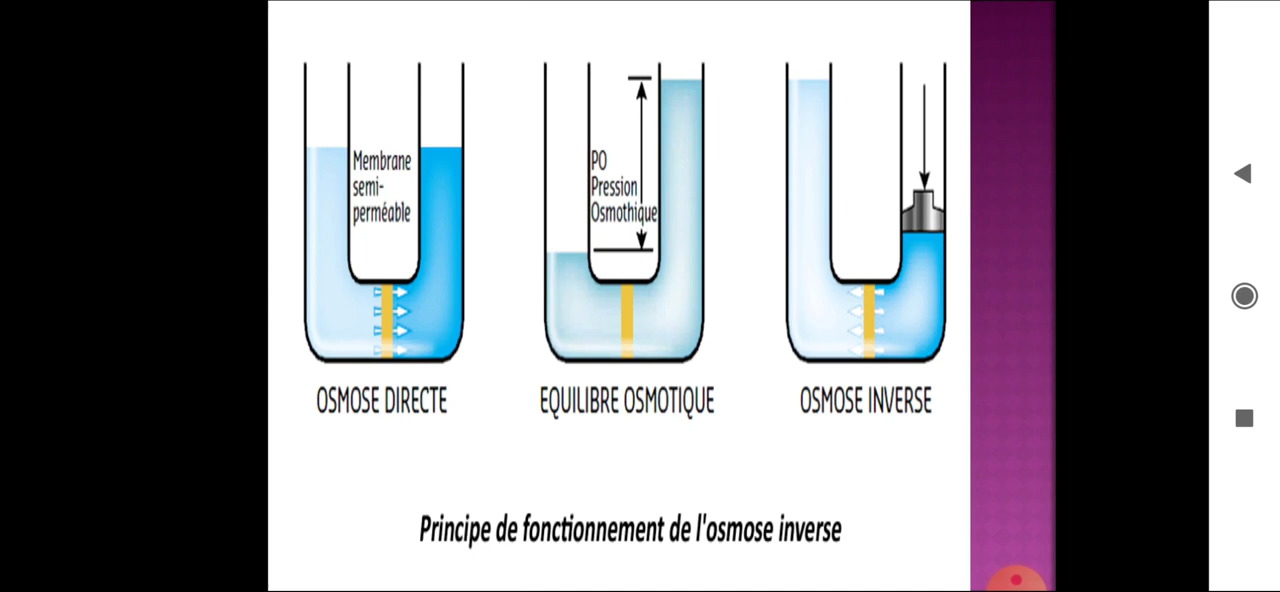 Membrane
semi-
perméable
PO
Pression
Osmothique
OSMOSE DIRECTE
EQUILIBRE OSMOTIQUE
OSMOSE INVERSE
Principe de fonctionnement de l'osmose inverse